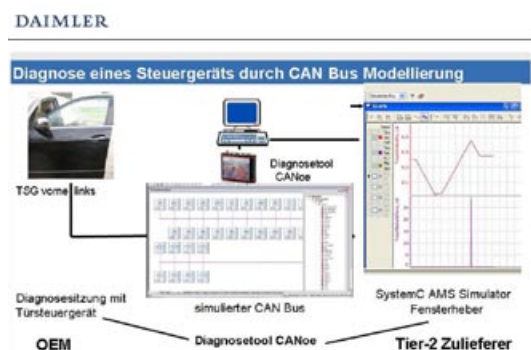 DAIMLER
Diagnose eines Steuergeräts durch CAN Bus Modellierung
Diagnosetool
CANoe
TSG vorne links
simulierter CAN Bus
SystemC AMS Simulator
Fensterheber
Diagnosesitzung mit
Türsteuergerät
Diagnosetool CANoe
OEM
Tier-2 Zulieferer